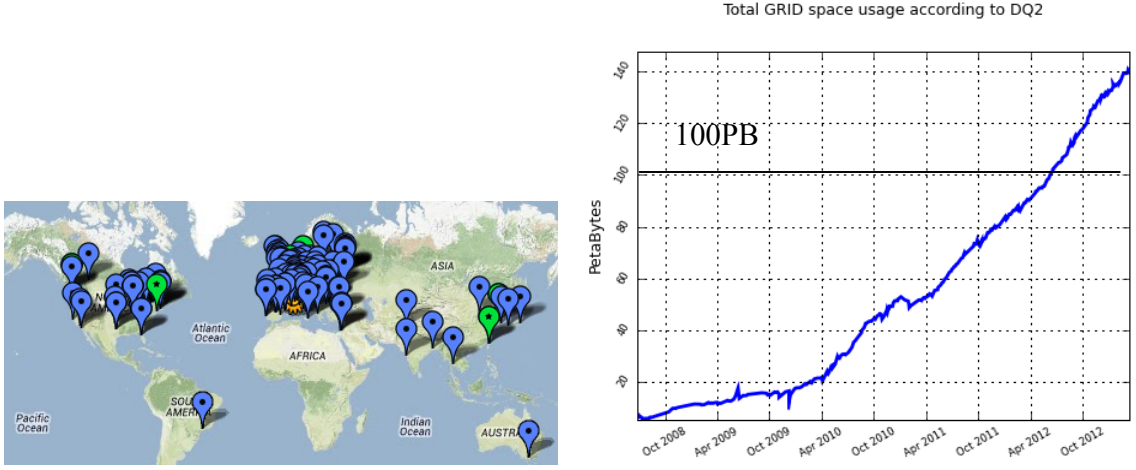 Total GRID space usage according to DQ2
140
120
100PB
100
80
60
40
20
PetaBytes
Oct 2008
Apr 2009
Oct 2009
Apr 2010
Oct 2010
Apr 2011
Oct 2011
Apr 2012
Oct 2012
ASIA
Atlantic
Ocean
AFRICA
Pacific
Ocean
Indian
Ocean